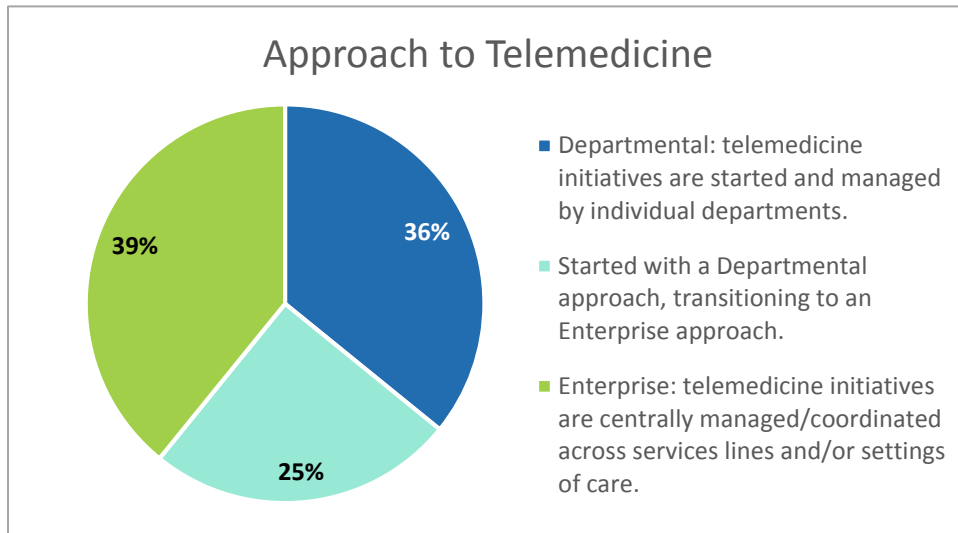 Approach to Telemedicine
36%
39%
25%
Departmental: telemedicine
initiatives are started and managed
by individual departments.
Started with a Departmental
approach, transitioning to an
Enterprise approach.
Enterprise: telemedicine initiatives
are centrally managed/coordinated
across services lines and/or settings
of care.